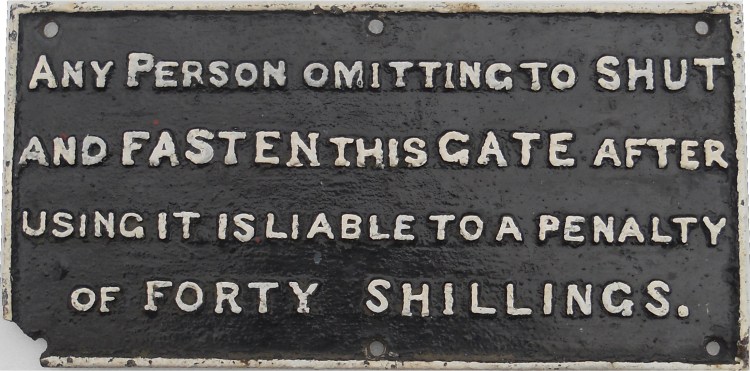 ANY PERSON OMITTING TO SHUT
AND FASTEN THIS GATE AFTER
USING IT IS LIABLE TO A PENALTY
OF FORTY SHILLINGS.